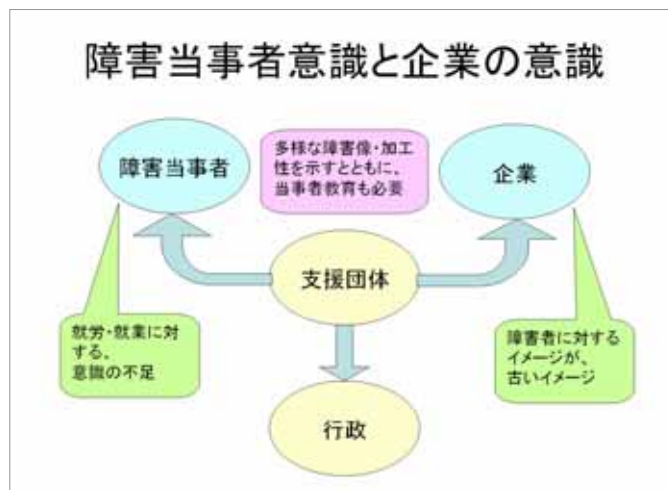 障害当事者意識と企業の意識
障害当事者
多様な障害像・加工
性を示すとともに、
当事者教育も必要
企業
支援団体
就労・就業に対
する、
意識の不足
障害者に対する
イメージが、
古いイメージ
行政